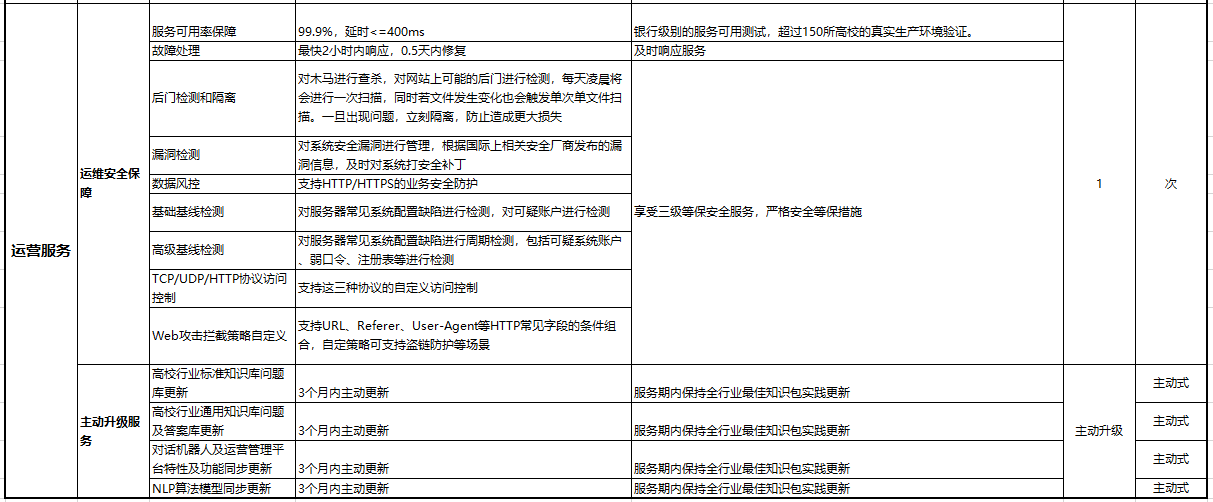 运营服务
运维安全保
障
服务可用率保障
99.9%，延时<=400ms
银行级别的服务可用测试，超过150所高校的真实生产环境验证。
1
次
故障处理
最快2小时内响应，0.5天内修复
及时响应服务
后门检测和隔离
对木马进行查杀，对网站上可能的后门进行检测，每天凌晨将
会进行一次扫描，同时若文件发生变化也会触发单次单文件扫
描。一旦出现问题，立刻隔离，防止造成更大损失
享受三级等保安全服务，严格安全等保措施
漏洞检测
对系统安全漏洞进行管理，根据国际上相关安全厂商发布的漏
洞信息，及时对系统打安全补丁
数据风控
支持HTTP/HTTPS的业务安全防护
基础基线检测
对服务器常见系统配置缺陷进行检测，对可疑账户进行检测
高级基线检测
对服务器常见系统配置缺陷进行周期检测，包括可疑系统账户
、弱口令、注册表等进行检测
TCP/UDP/HTTP协议访问
控制
支持这三种协议的自定义访问控制
Web攻击拦截策略自定义
支持URL、Referer、User-Agent等HTTP常见字段的条件组
合，自定策略可支持盗链防护等场景
主动升级服
务
高校行业标准知识库问题
库更新
3个月内主动更新
服务期内保持全行业最佳知识包实践更新
主动升级
主动式
高校行业通用知识库问题
及答案库更新
3个月内主动更新
服务期内保持全行业最佳知识包实践更新
主动式
对话机器人及运营管理平
台特性及功能同步更新
3个月内主动更新
服务期内保持全行业最佳知识包实践更新
主动式
NLP算法模型同步更新
3个月内主动更新
服务期内保持全行业最佳知识包实践更新
主动式